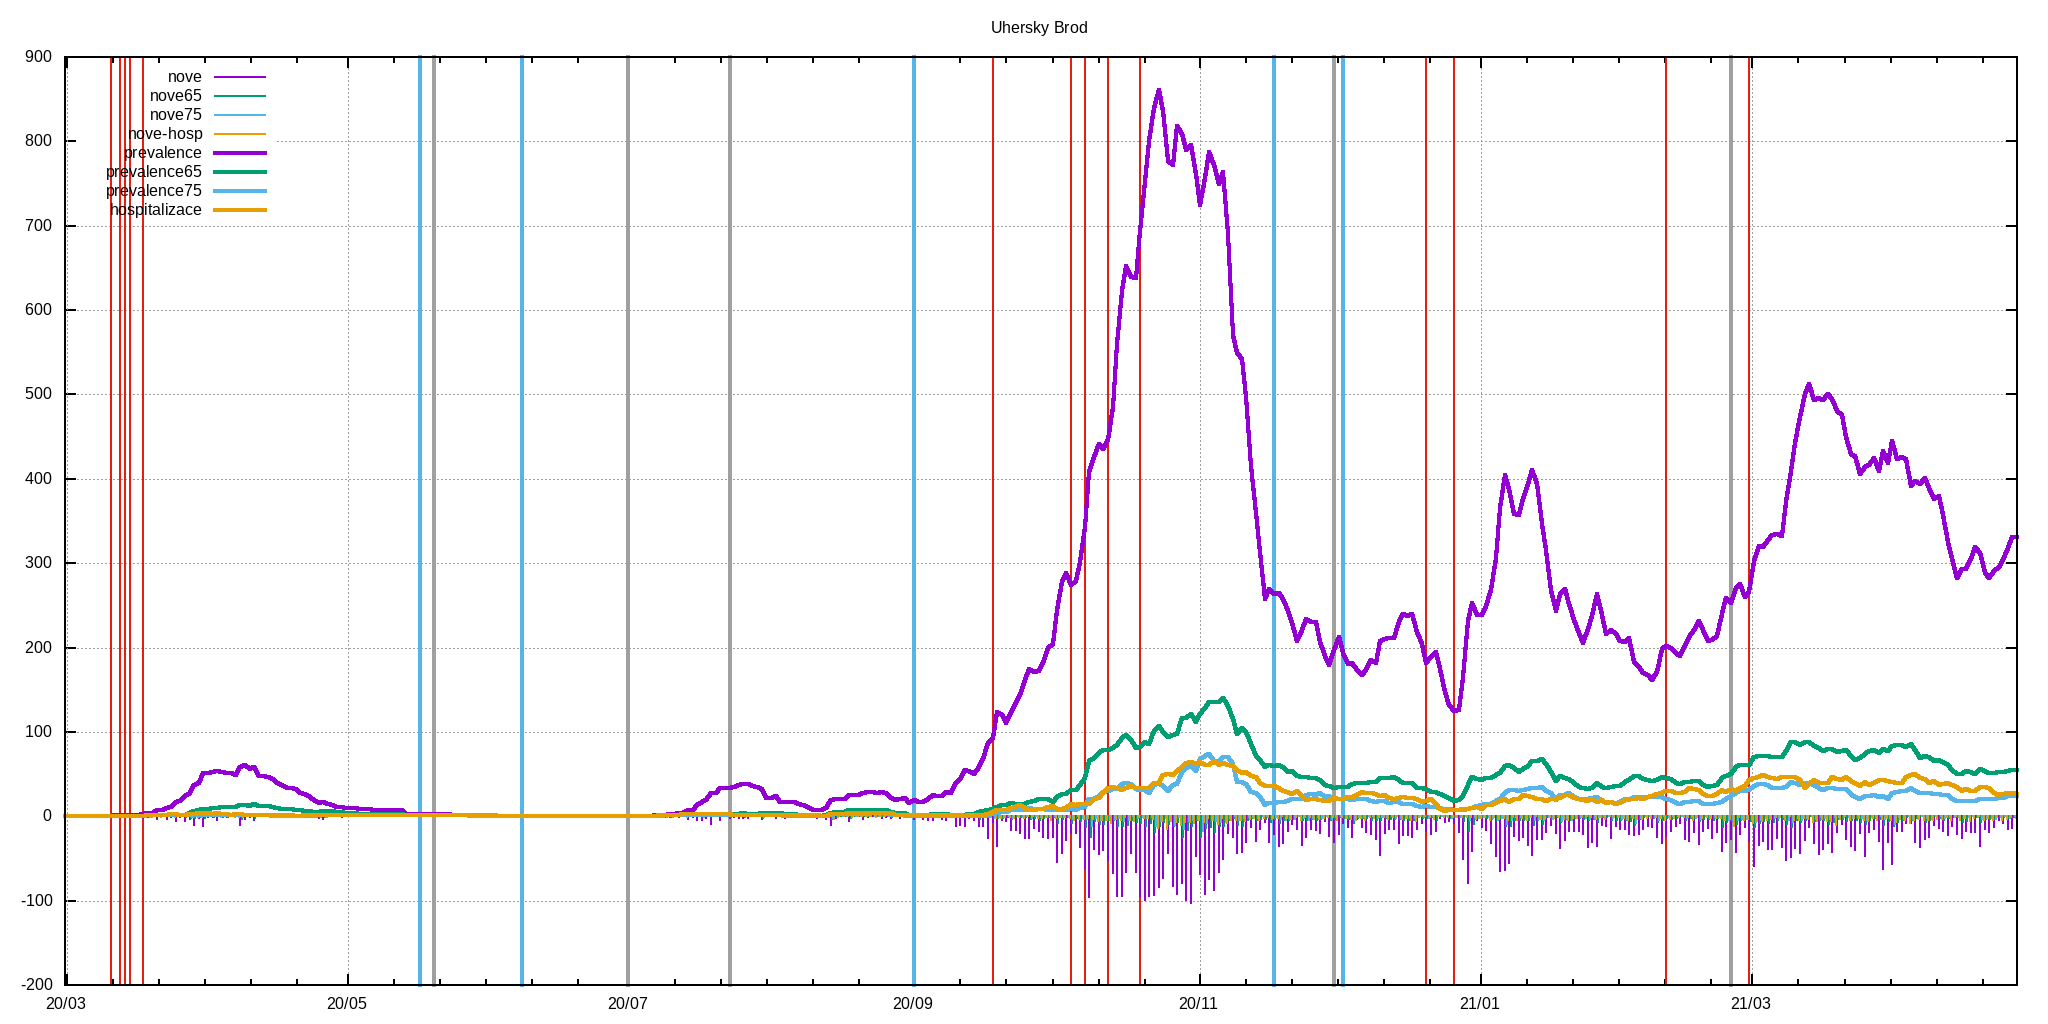 Uhersky Brod
900
800
700
600
500
400
300
200
100
0
-100
-200
nove
nove65
nove75
nove-hosp
prevalence
prevalence65
prevalence75
hospitalizace
20/03 20/05 20/07 20/09 20/11 21/01 21/03